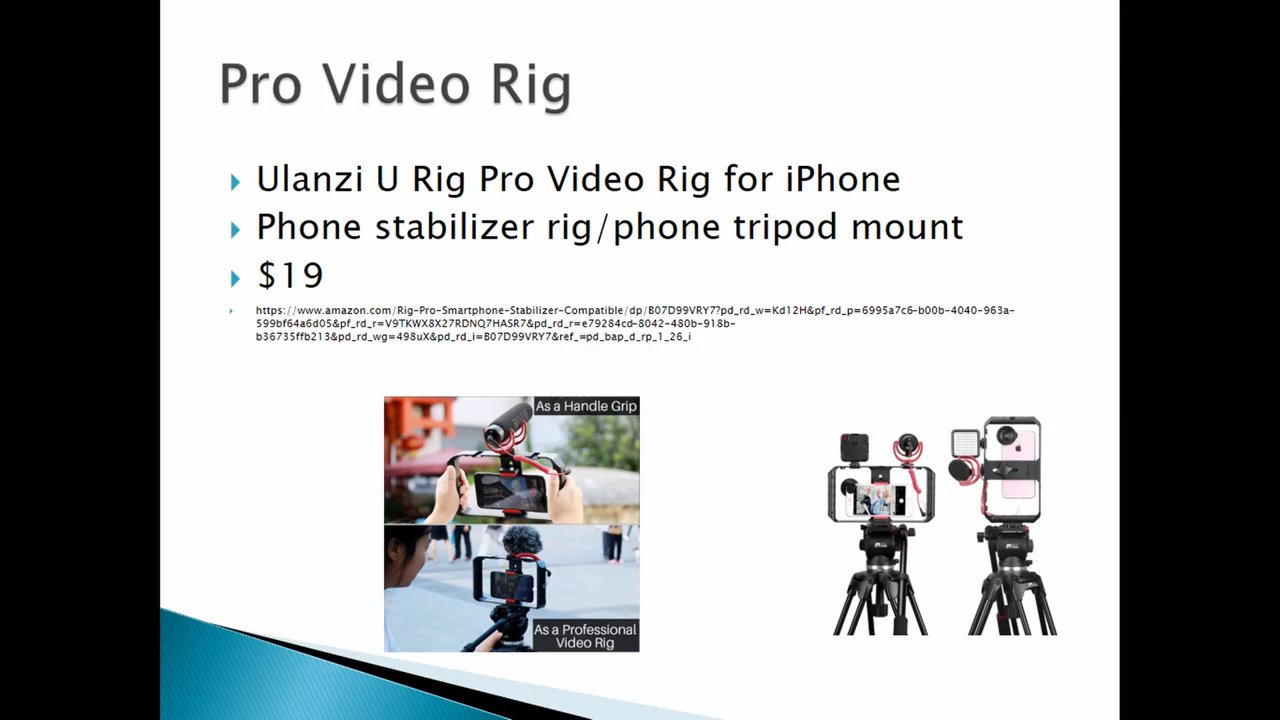 Pro Video Rig
Ulanzi U Rig Pro Video Rig for iPhone
Phone stabilizer rig/phone tripod mount
$19
https://www.amazon.com/Rig-Pro-Smartphone-Stabilizer-Compatible/dp/B07D99VRY7?pd_rd_w=Kd12H&pf_rd_p=6995a7c6-b00b-4040-963a-
599bf64a6d05&pf_rd_r=V9TKWX8X27RDNQ7HASR7&pd_rd_r=e79284cd-8042-480b-918b-
b36735ffb213&pd_rd_wg=498uX&pd_rd_i=B07D99VRY7&ref_=pd_bap_d_rp_1_26_i
As a Handle Grip
As a Professional
Video Rig